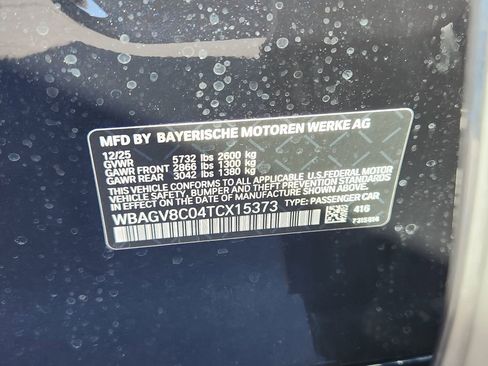 MFD BY BAYERISCHE MOTOREN WERKE AG
12/25 5732 lbs 2600 kg
GVWR
GAWR FRONT 2866 lbs 1300 kg
GAWR REAR 3042 lbs 1380 kg
THIS VEHICLE CONFORMS TO ALL APPLICABLE U.S. FEDERAL MOTOR
VEHICLE SAFETY, BUMPER, AND THEFT PREVENTION STANDARDS
IN EFFECT ON THE DATE OF MANUFACTURE SHOWN ABOVE.
WBAGV8C04TCX15373 TYPE: PASSENGER CAR
416
7315614